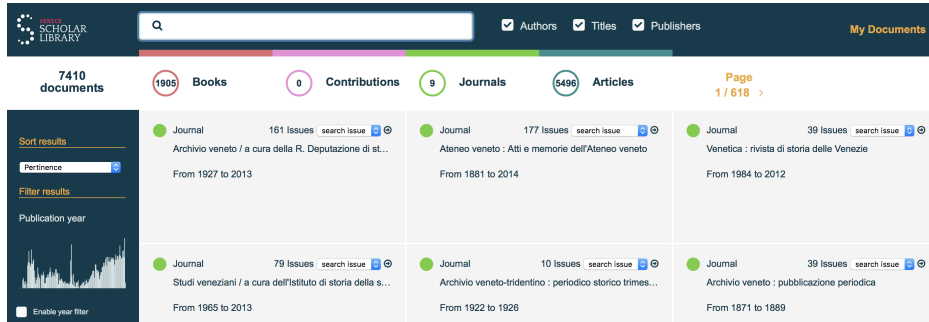 VENICE
SCHOLAR
LIBRARY
Authors
Titles
Publishers
My Documents
7410
documents
1905 Books
0 Contributions
9 Journals
5496 Articles
Page
1 / 618 >
Sort results
Pertinence
Filter results
Publication year
Enable year filter
Journal 161 Issues search issue
Archivio veneto / a cura della R. Deputazione di st...
From 1927 to 2013
Journal 177 Issues search issue
Ateneo veneto : Atti e memorie dell'Ateneo veneto
From 1881 to 2014
Journal 39 Issues search issue
Venetica : rivista di storia delle Venezie
From 1984 to 2012
Journal 79 Issues search issue
Studi veneziani / a cura dell'Istituto di storia della s...
From 1965 to 2013
Journal 10 Issues search issue
Archivio veneto-tridentino : periodico storico trimes...
From 1922 to 1926
Journal 39 Issues search issue
Archivio veneto : pubblicazione periodica
From 1871 to 1889